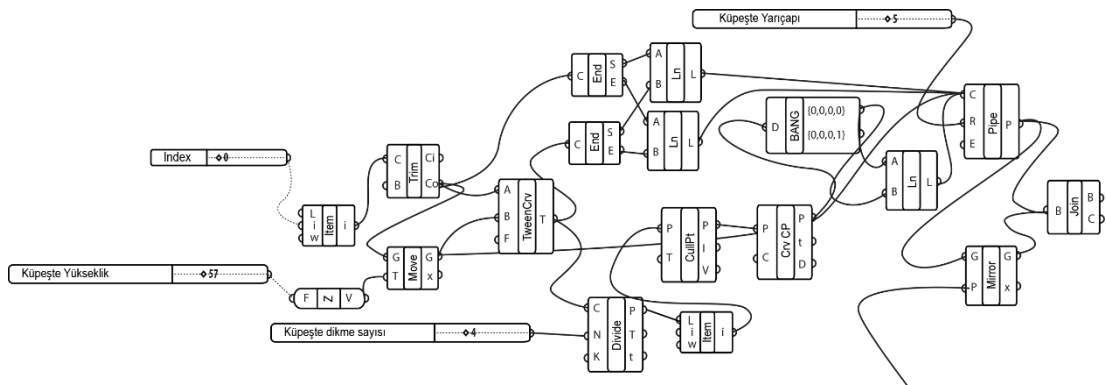 Küpeşte Yarıçapı 5
C End S E
A B Ln L
C End S E
A B Ln L
D BANG {0,0,0,0} {0,0,0,1}
C R E Pipe P
Index 0
C B Trim Ci Co
A B Ln L
L i w Item i
A B F TweenCrv T
P T CullPt P I V
P C Crv CP P t D
B Join B C
Küpeşte Yükseklik 57
F Z V
G T Move G x
G P Mirror G x
Küpeşte dikme sayısı 4
C N K Divide P T t
L i w Item i